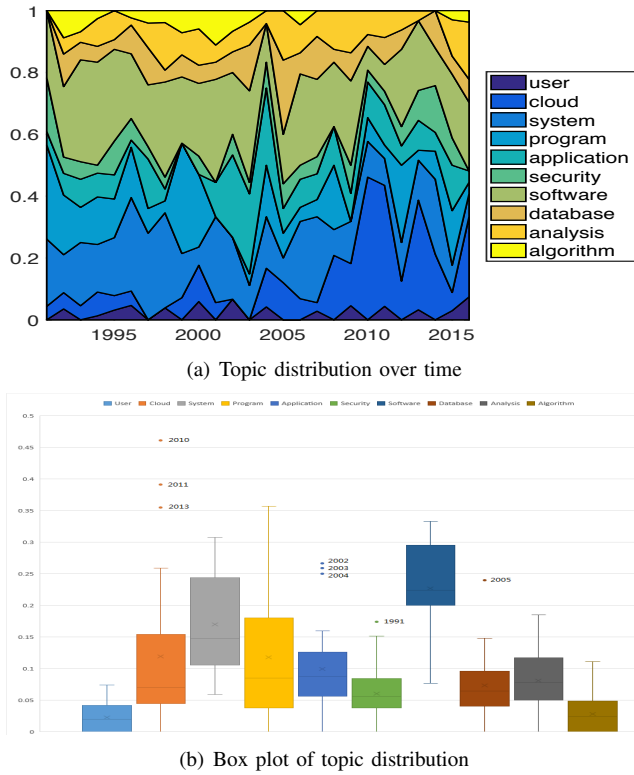 1
0.8
0.6
0.4
0.2
0
1995 2000 2005 2010 2015
user
cloud
system
program
application
security
software
database
analysis
algorithm
(a) Topic distribution over time
User Cloud System Program Application Security Software Database Analysis Algorithm
0.5
0.45
0.4
0.35
0.3
0.25
0.2
0.15
0.1
0.05
0
2010
2011
2013
2002
2003
2004
1991
2005
(b) Box plot of topic distribution